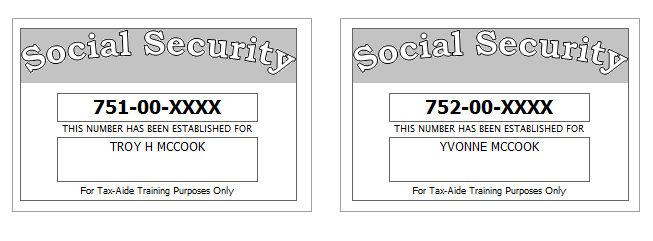 Social Security
751-00-XXXX
THIS NUMBER HAS BEEN ESTABLISHED FOR
TROY H MCCOOK
For Tax-Aide Training Purposes Only
Social Security
752-00-XXXX
THIS NUMBER HAS BEEN ESTABLISHED FOR
YVONNE MCCOOK
For Tax-Aide Training Purposes Only